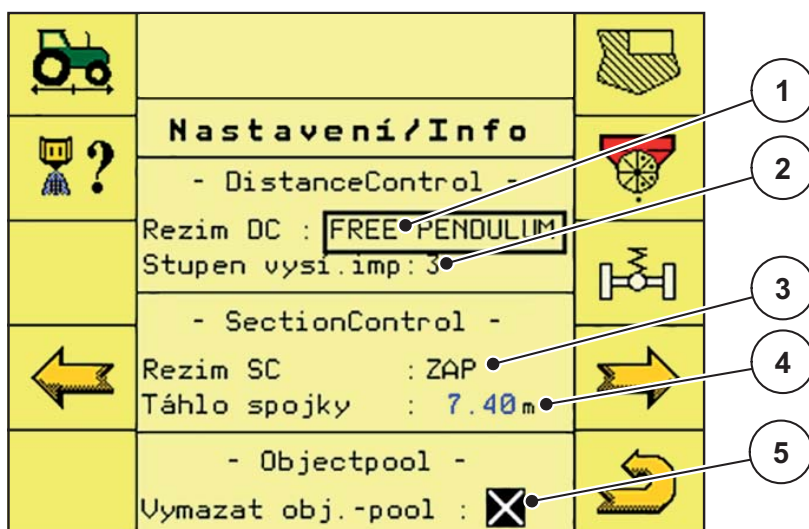 Nastavení/Info
- DistanceControl -
Rezim DC : FREE PENDULUM
Stupen vysí.imp: 3
- SectionControl -
Rezim SC : ZAP
Táhlo spojky : 7.40 m
- Objectpool -
Vymazat obj.-pool :
?
1
2
3
4
5